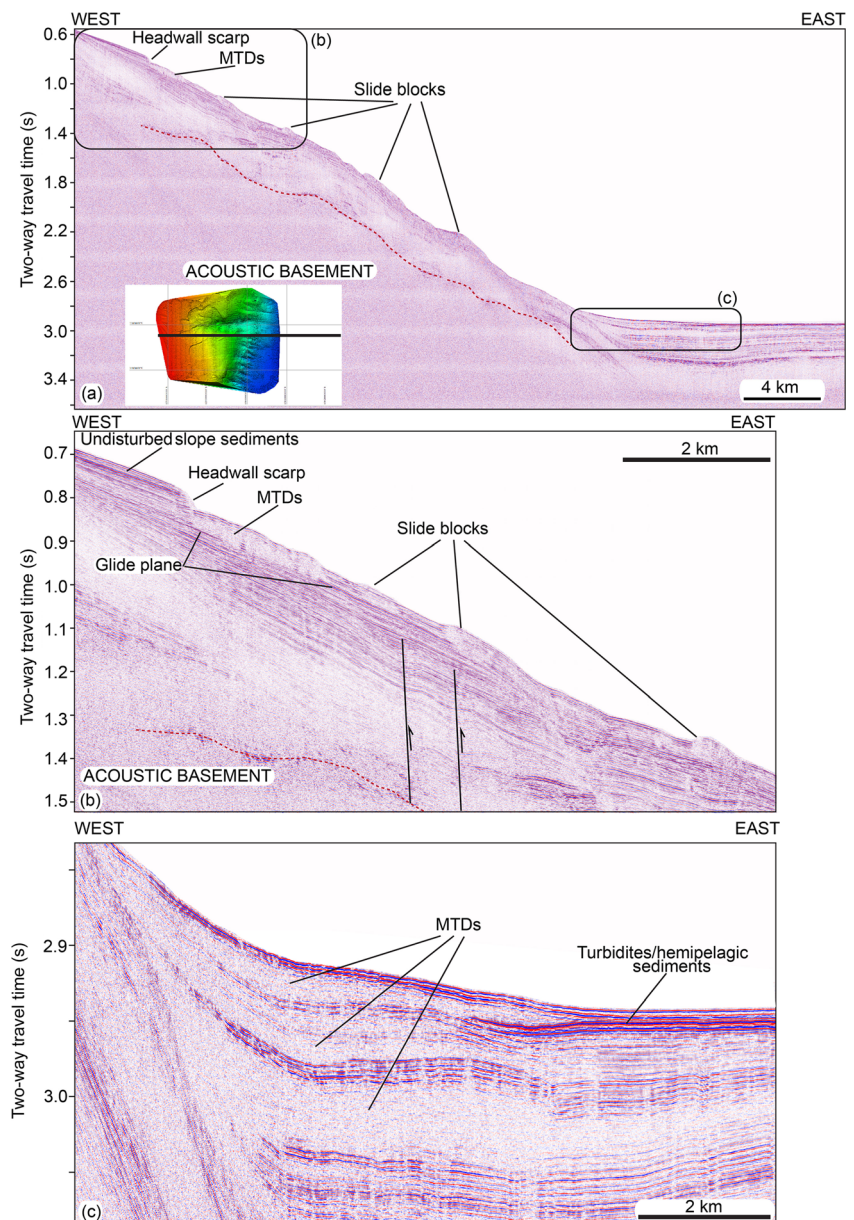 WEST
EAST
0.6
1.0
1.4
1.8
2.2
2.6
3.0
3.4
Two-way travel time (s)
Headwall scarp
(b)
MTDs
Slide blocks
ACOUSTIC BASEMENT
(c)
(a)
4 km
WEST
EAST
0.7
0.8
0.9
1.0
1.1
1.2
1.3
1.4
1.5
Two-way travel time (s)
Undisturbed slope sediments
2 km
Headwall scarp
MTDs
Slide blocks
Glide plane
ACOUSTIC BASEMENT
(b)
WEST
EAST
2.9
3.0
Two-way travel time (s)
MTDs
Turbidites/hemipelagic
sediments
(c)
2 km